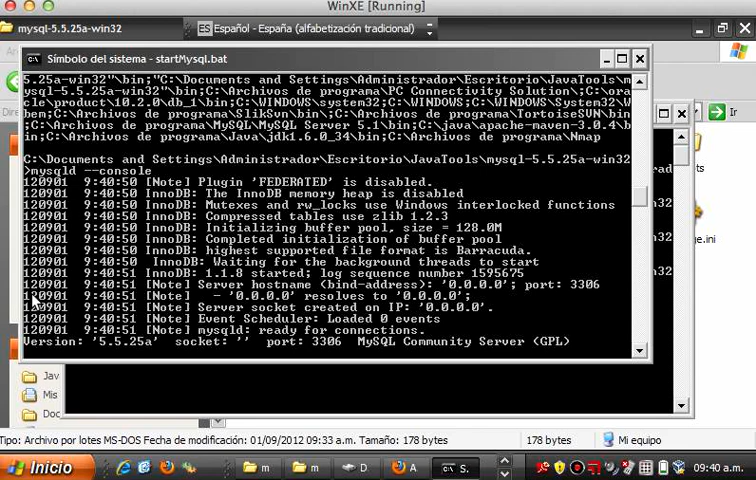 WinXE [Running]
mysql-5.5.25a-win32
ES Español - España (alfabetización tradicional)
Símbolo del sistema - startMysql.bat
5.25a-win32"\bin;"C:\Documents and Settings\Administrador\Escritorio\JavaTools\m
ysql-5.5.25a-win32"\bin;C:\Archivos de programa\PC Connectivity Solution\;C:\ora
cle\product\10.2.0\db_1\bin;C:\WINDOWS\system32;C:\WINDOWS;C:\WINDOWS\System32\W
bem;C:\Archivos de programa\SlikSvn\bin\;C:\Archivos de programa\TortoiseSVN\bin
;C:\Archivos de programa\MySQL\MySQL Server 5.1\bin;C:\java\apache-maven-3.0.4\b
in;C:\Archivos de programa\Java\jdk1.6.0_34\bin;C:\Archivos de programa\Nmap
C:\Documents and Settings\Administrador\Escritorio\JavaTools\mysql-5.5.25a-win32
>mysqld --console
120901  9:40:50 [Note] Plugin 'FEDERATED' is disabled.
120901  9:40:50 InnoDB: The InnoDB memory heap is disabled
120901  9:40:50 InnoDB: Mutexes and rw_locks use Windows interlocked functions
120901  9:40:50 InnoDB: Compressed tables use zlib 1.2.3
120901  9:40:50 InnoDB: Initializing buffer pool, size = 128.0M
120901  9:40:50 InnoDB: Completed initialization of buffer pool
120901  9:40:50 InnoDB: highest supported file format is Barracuda.
120901  9:40:50  InnoDB: Waiting for the background threads to start
120901  9:40:51 InnoDB: 1.1.8 started; log sequence number 1595675
120901  9:40:51 [Note] Server hostname (bind-address): '0.0.0.0'; port: 3306
120901  9:40:51 [Note]   - '0.0.0.0' resolves to '0.0.0.0';
120901  9:40:51 [Note] Server socket created on IP: '0.0.0.0'.
120901  9:40:51 [Note] Event Scheduler: Loaded 0 events
120901  9:40:51 [Note] mysqld: ready for connections.
Version: '5.5.25a'  socket: ''  port: 3306  MySQL Community Server (GPL)
Ir
Jav
Mis
Doc
Tipo: Archivo por lotes MS-DOS Fecha de modificación: 01/09/2012 09:33 a.m. Tamaño: 178 bytes
178 bytes
Mi equipo
Inicio
m
m
D
A
S.
09:40 a.m.